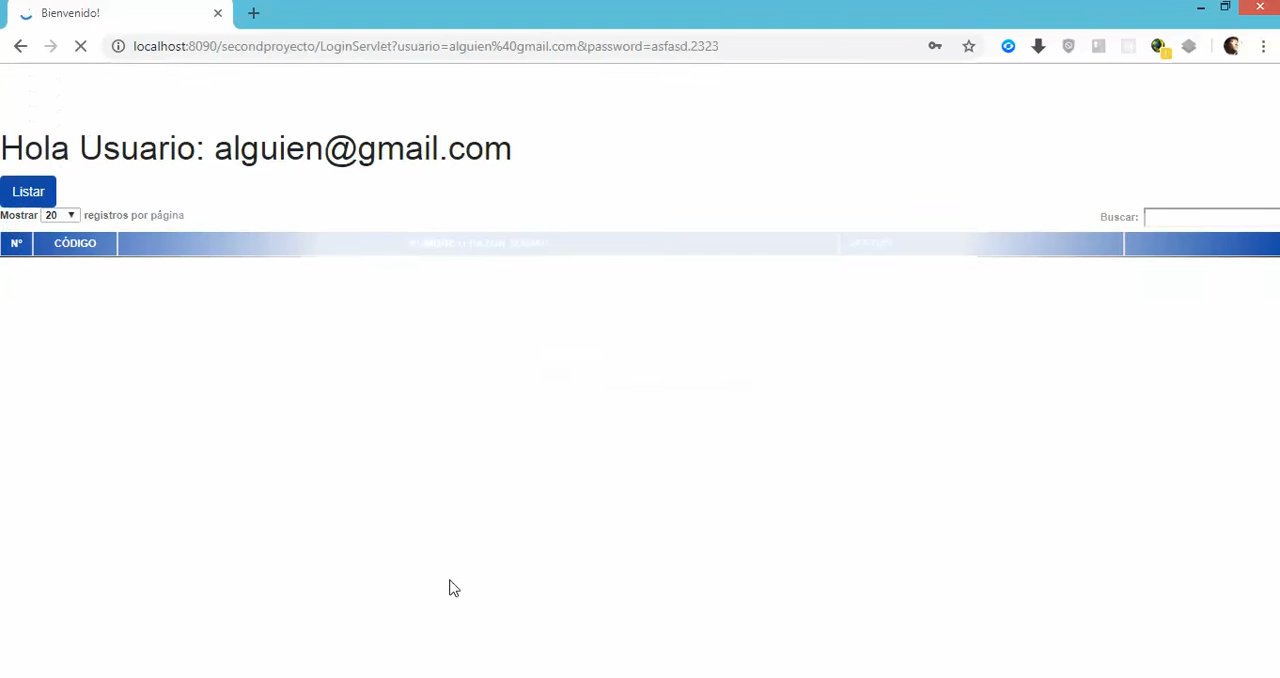 Bienvenido!
localhost:8090/secondproyecto/LoginServlet?usuario=alguien%40gmail.com&password=asfasd.2323
Hola Usuario: alguien@gmail.com
Listar
Mostrar 20 registros por página
Buscar:
Nº CÓDIGO